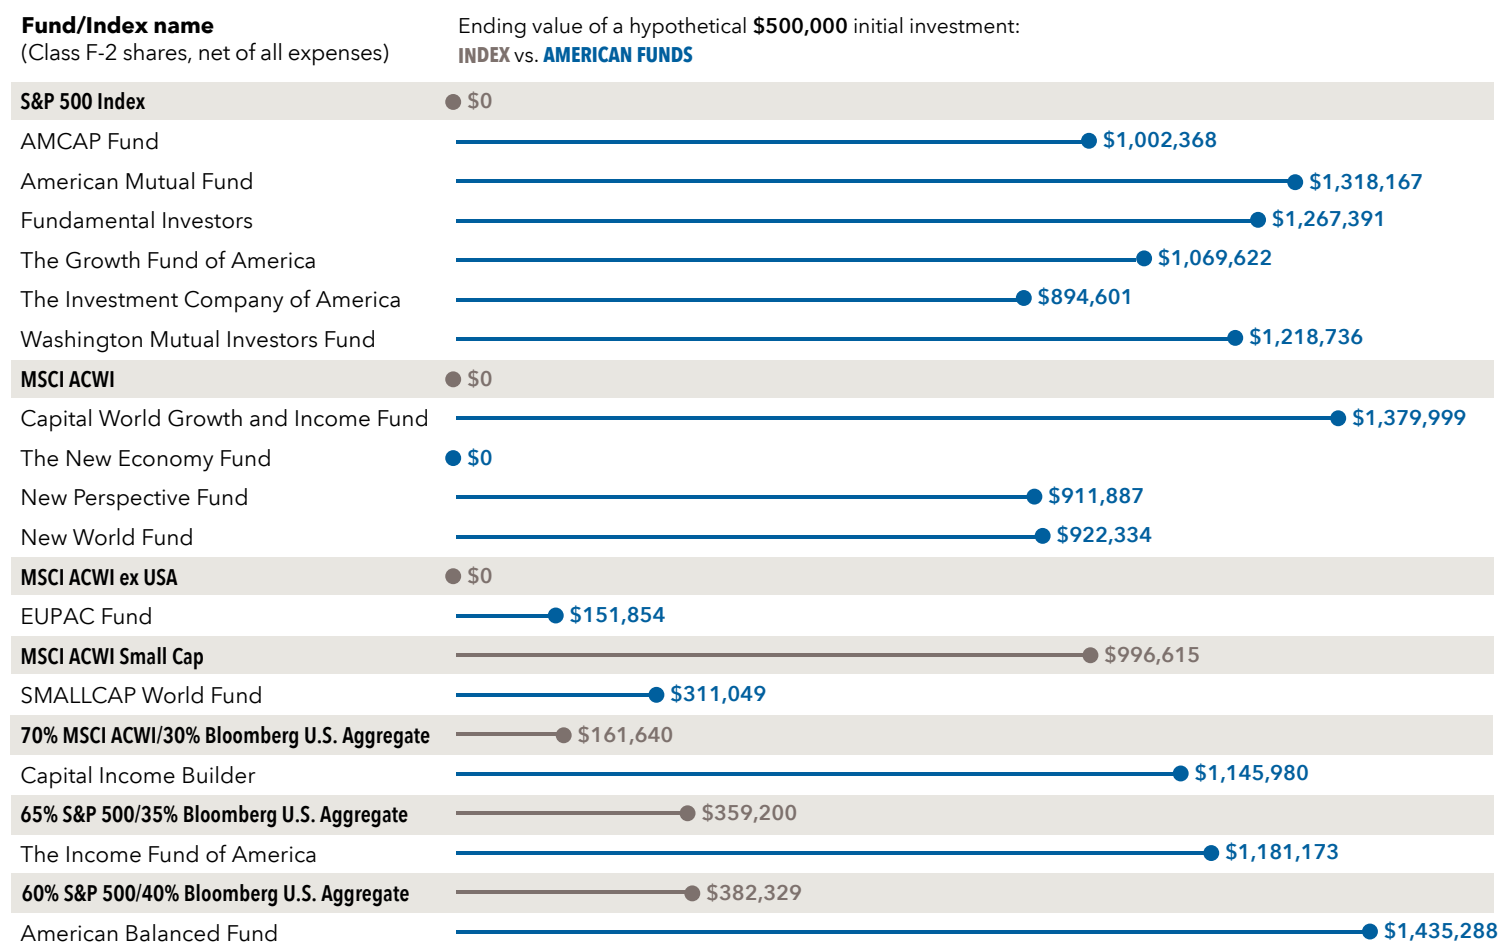 Fund/Index name
(Class F-2 shares, net of all expenses)
Ending value of a hypothetical $500,000 initial investment:
INDEX vs. AMERICAN FUNDS
S&P 500 Index $0
AMCAP Fund $1,002,368
American Mutual Fund $1,318,167
Fundamental Investors $1,267,391
The Growth Fund of America $1,069,622
The Investment Company of America $894,601
Washington Mutual Investors Fund $1,218,736
MSCI ACWI $0
Capital World Growth and Income Fund $1,379,999
The New Economy Fund $0
New Perspective Fund $911,887
New World Fund $922,334
MSCI ACWI ex USA $0
EUPAC Fund $151,854
MSCI ACWI Small Cap $996,615
SMALLCAP World Fund $311,049
70% MSCI ACWI/30% Bloomberg U.S. Aggregate $161,640
Capital Income Builder $1,145,980
65% S&P 500/35% Bloomberg U.S. Aggregate $359,200
The Income Fund of America $1,181,173
60% S&P 500/40% Bloomberg U.S. Aggregate $382,329
American Balanced Fund $1,435,288